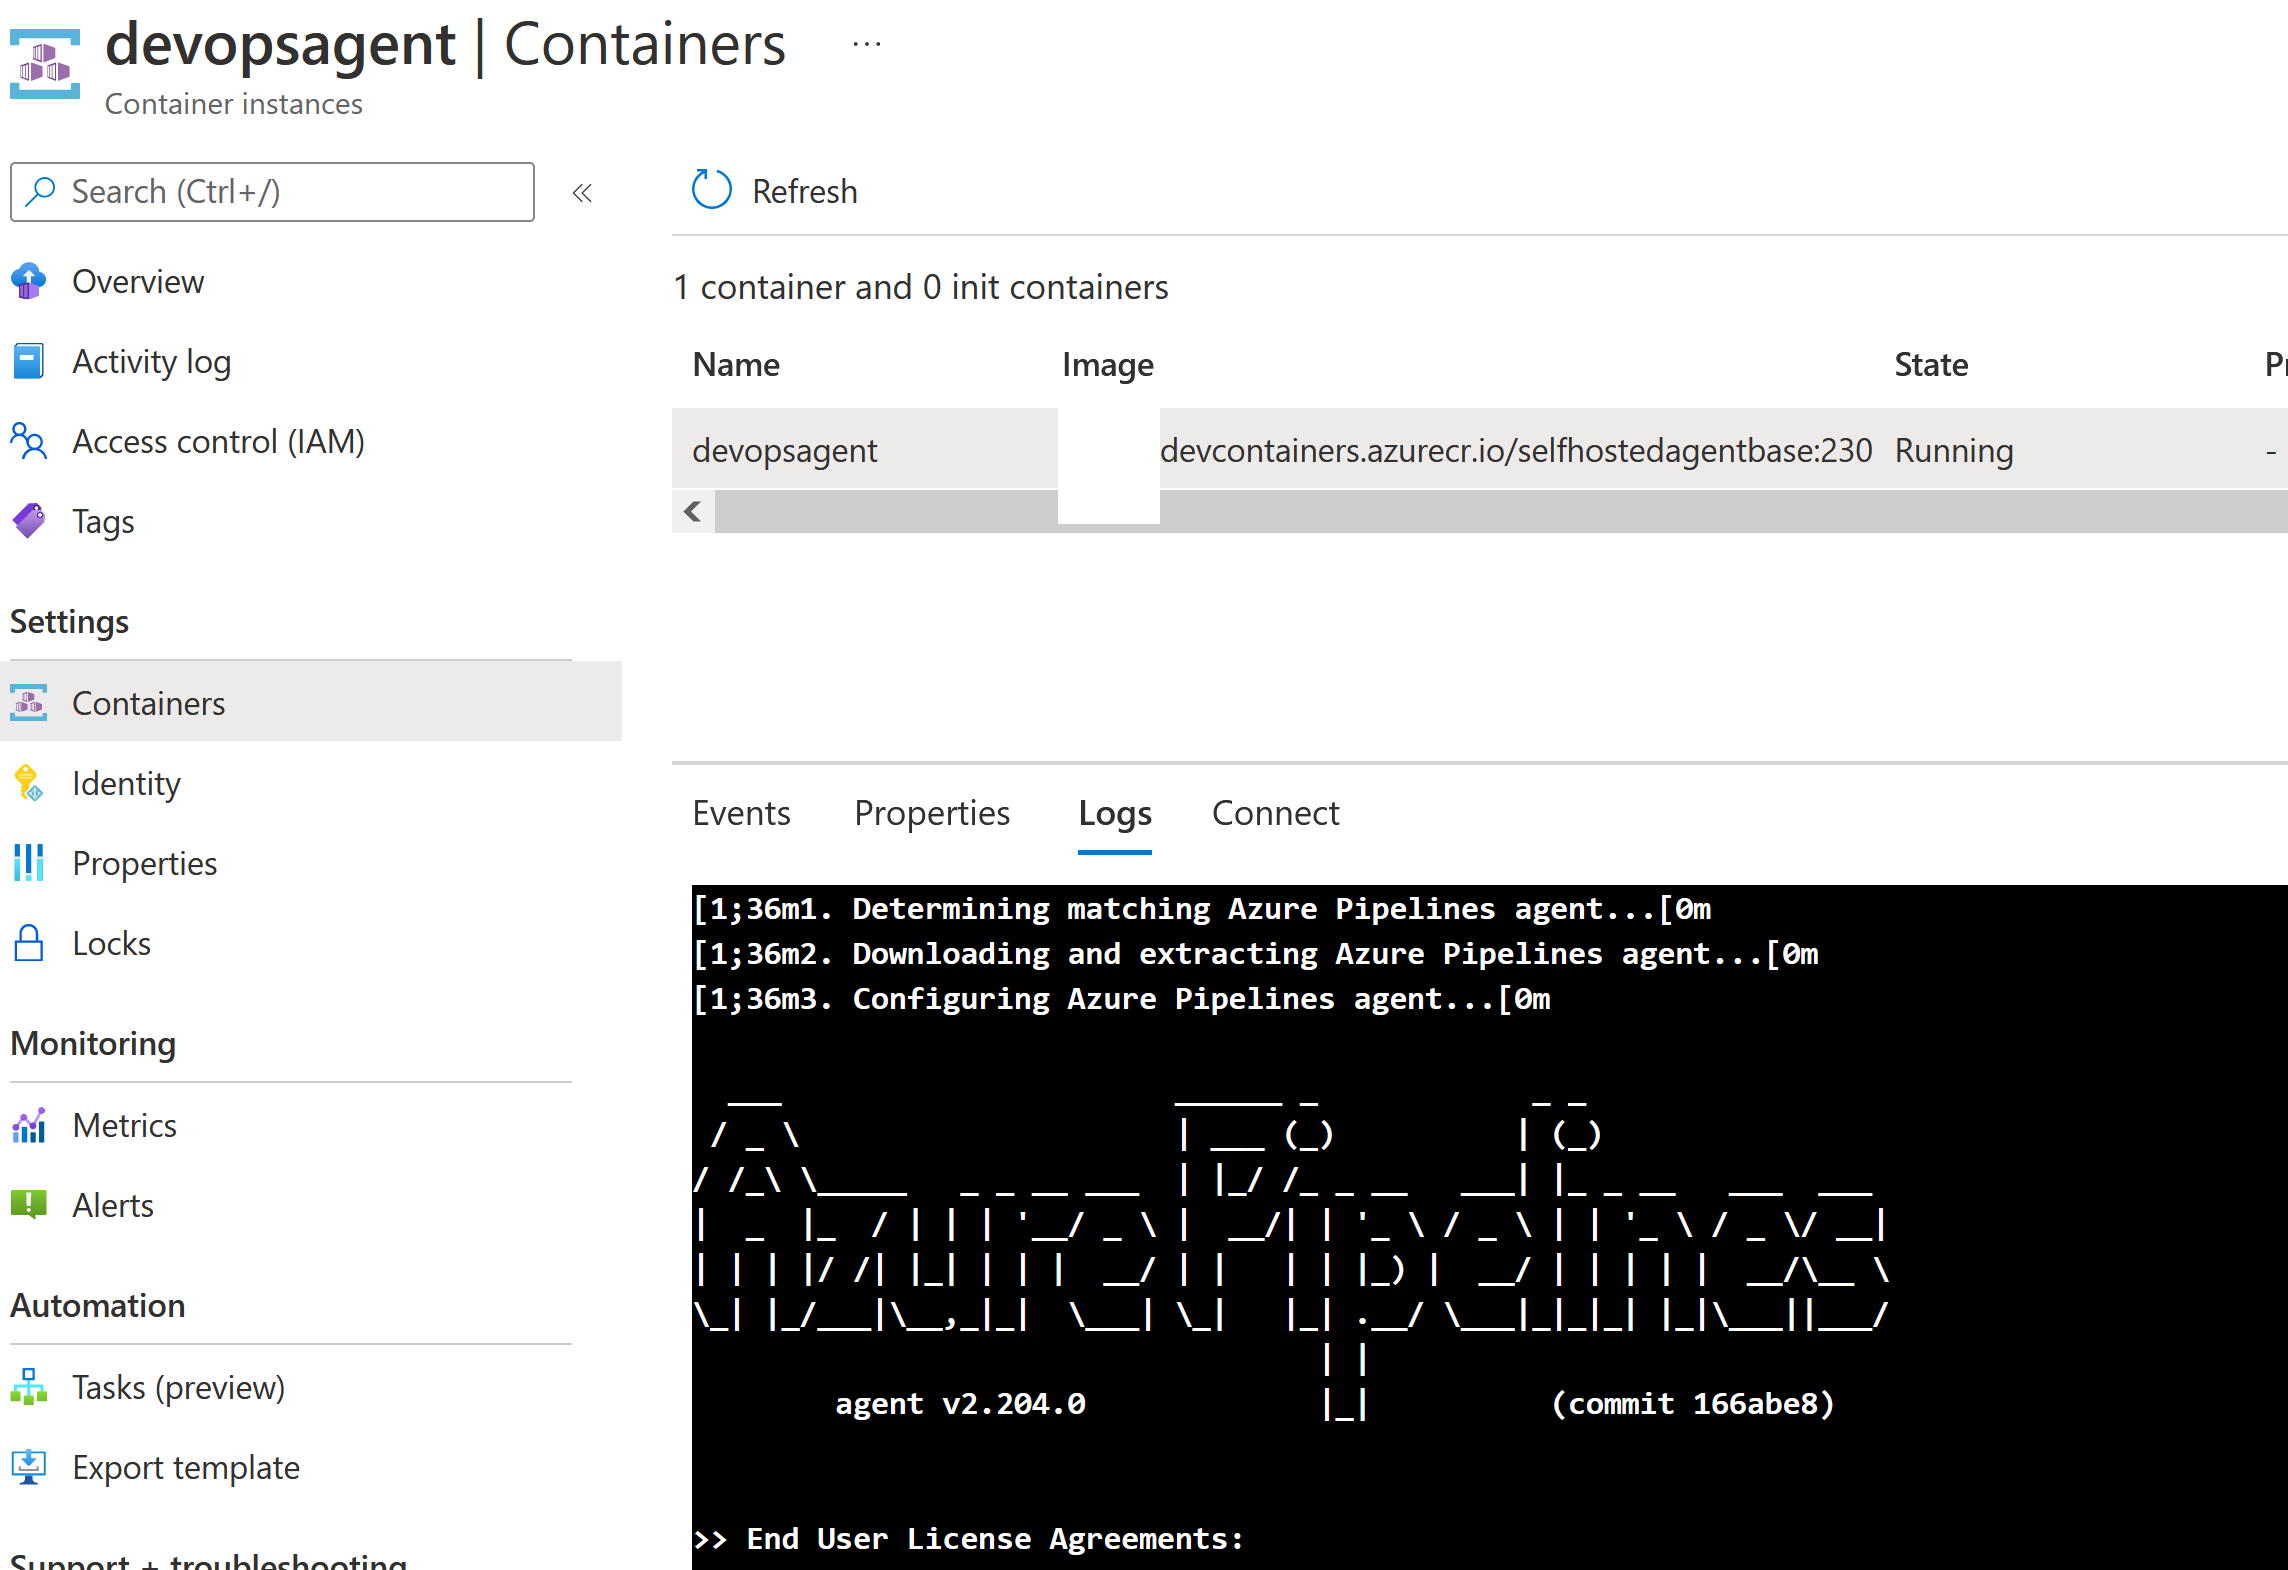 devopsagent | Containers ...
Container instances
Search (Ctrl+/)
«
Overview
Activity log
Access control (IAM)
Tags
Settings
Containers
Identity
Properties
Locks
Monitoring
Metrics
Alerts
Automation
Tasks (preview)
Export template
Support + troubleshooting
Refresh
1 container and 0 init containers
Name Image State Pr
devopsagent devcontainers.azurecr.io/selfhostedagentbase:230 Running -
Events Properties Logs Connect
[1;36m1. Determining matching Azure Pipelines agent...[0m
[1;36m2. Downloading and extracting Azure Pipelines agent...[0m
[1;36m3. Configuring Azure Pipelines agent...[0m
Azure Pipelines
agent v2.204.0 (commit 166abe8)
>> End User License Agreements: